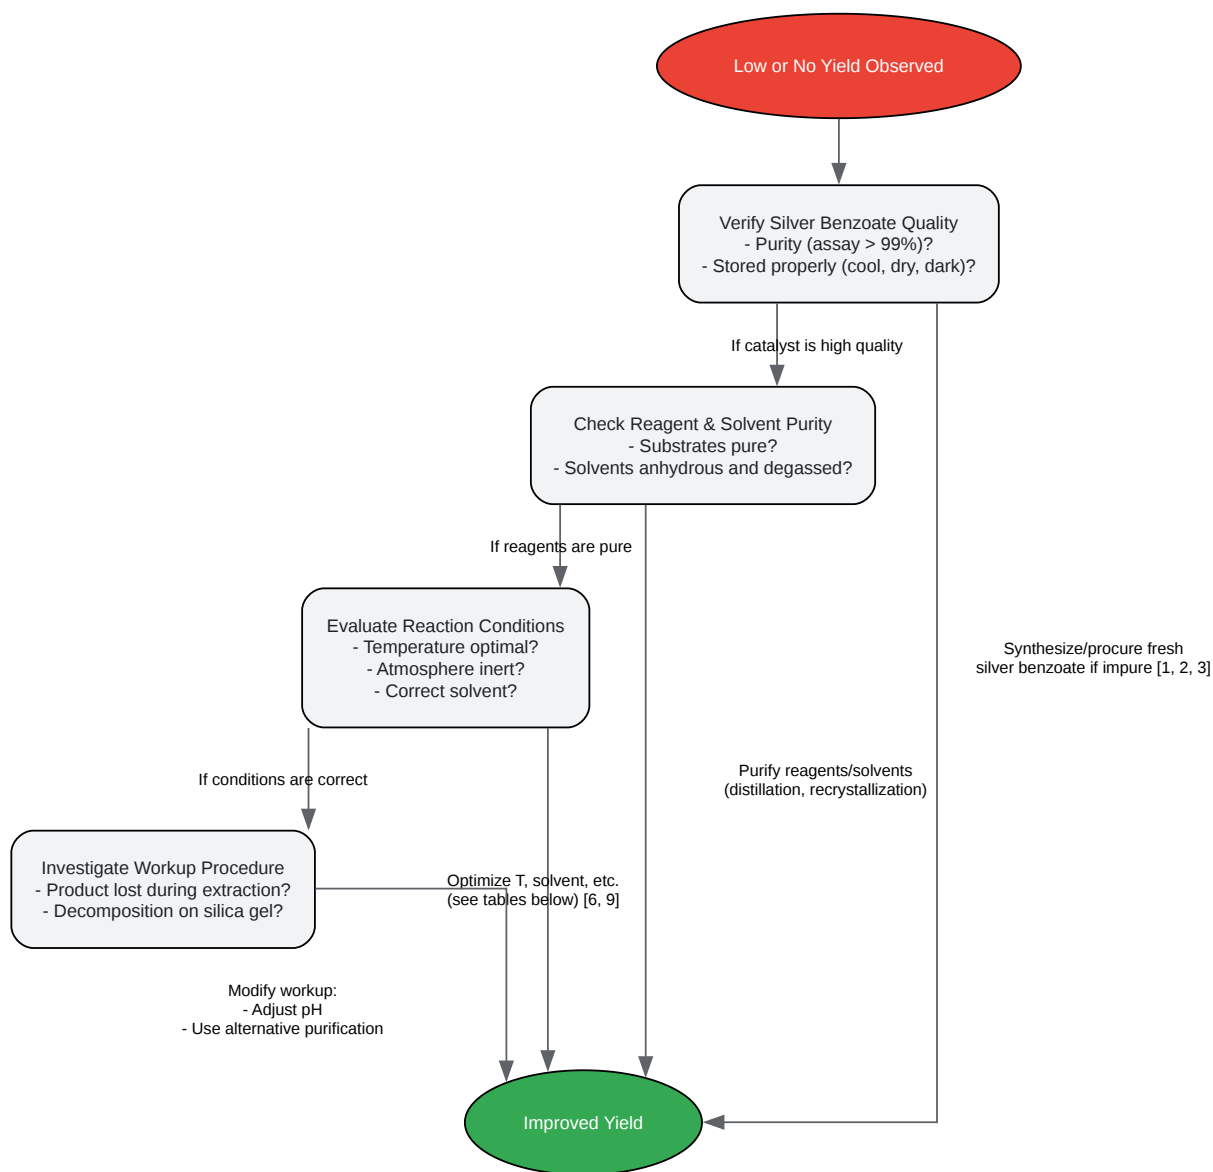 Low or No Yield Observed
Verify Silver Benzoate Quality
- Purity (assay > 99%)?
- Stored properly (cool, dry, dark)?
If catalyst is high quality
Check Reagent & Solvent Purity
- Substrates pure?
- Solvents anhydrous and degassed?
If reagents are pure
Evaluate Reaction Conditions
- Temperature optimal?
- Atmosphere inert?
- Correct solvent?
Synthesize/procure fresh
silver benzoate if impure [1, 2, 3]
If conditions are correct
Purify reagents/solvents
(distillation, recrystallization)
Investigate Workup Procedure
- Product lost during extraction?
- Decomposition on silica gel?
Optimize T, solvent, etc.
(see tables below) [6, 9]
Modify workup:
- Adjust pH
- Use alternative purification
Improved Yield